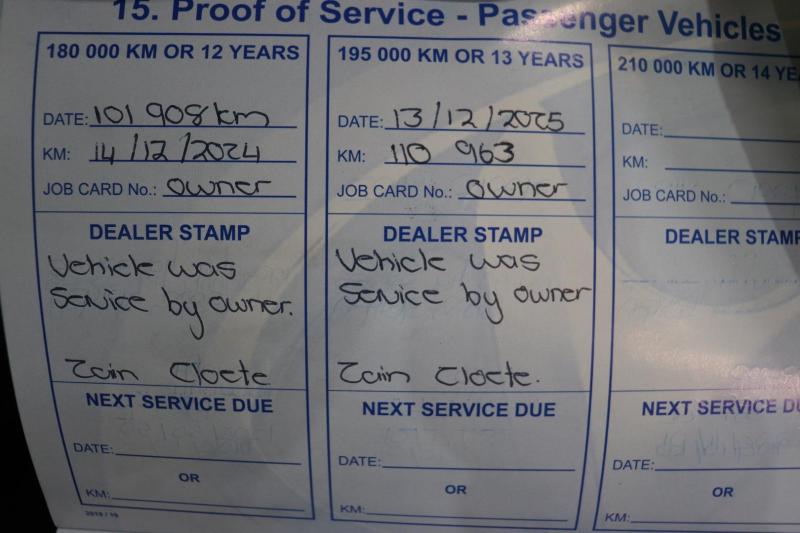 15. Proof of Service - Passenger Vehicles
180 000 KM OR 12 YEARS
DATE: 101 908km
KM: 14/12/2024
JOB CARD No.: owner
DEALER STAMP
Vehicle was
Service by owner.
Zain Cloete
NEXT SERVICE DUE
DATE:
OR
KM:
2019 / 10
195 000 KM OR 13 YEARS
DATE: 13/12/2025
KM: 110 963
JOB CARD No.: owner
DEALER STAMP
Vehicle was
Service by owner
Zain Cloete.
NEXT SERVICE DUE
DATE:
OR
KM:
210 000 KM OR 14 YE
DATE:
KM:
JOB CARD No.:
DEALER STAMP
NEXT SERVICE DU
DATE:
OR
KM: